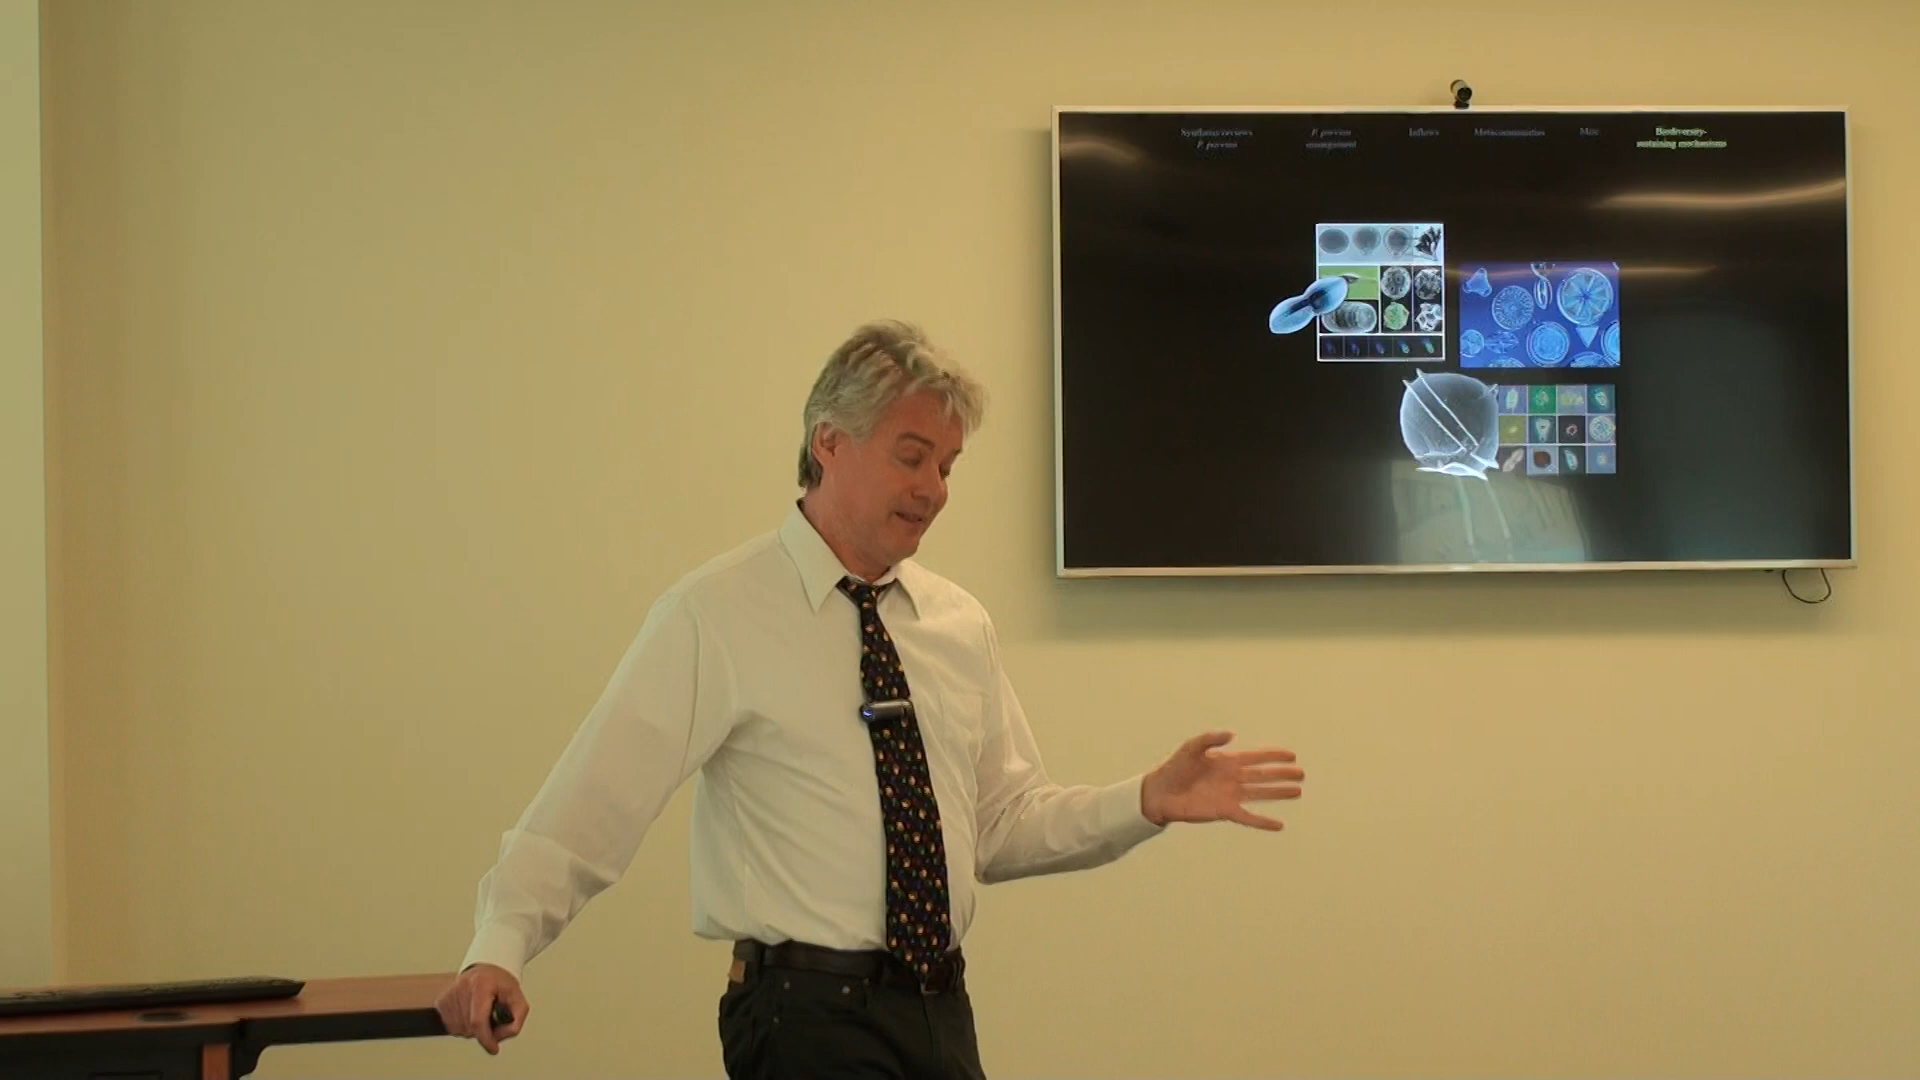 Synthesis/reviews
P. parvum
P. parvum
management
Inflows
Metacommunities
Misc.
Biodiversity-
sustaining mechanisms